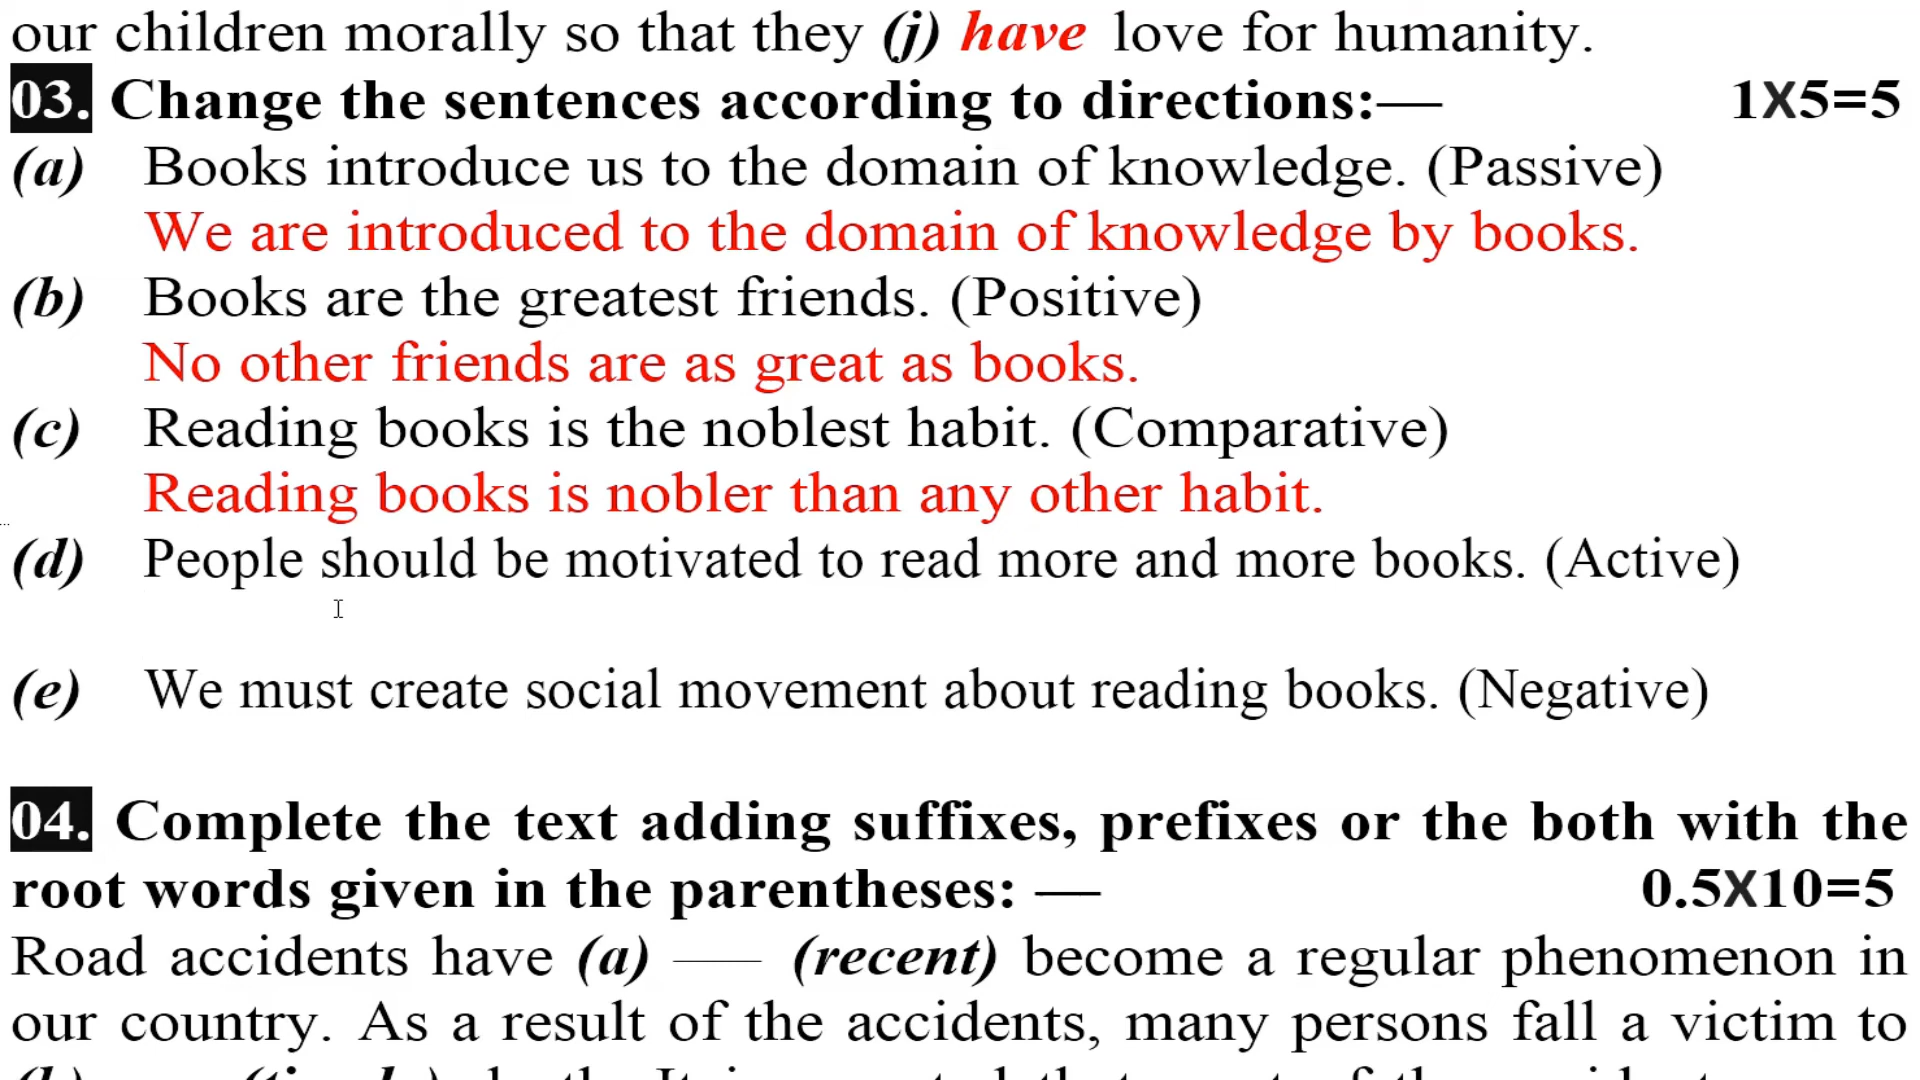 our children morally so that they (j) have love for humanity.
03. Change the sentences according to directions:— 1X5=5
(a) Books introduce us to the domain of knowledge. (Passive)
We are introduced to the domain of knowledge by books.
(b) Books are the greatest friends. (Positive)
No other friends are as great as books.
(c) Reading books is the noblest habit. (Comparative)
Reading books is nobler than any other habit.
(d) People should be motivated to read more and more books. (Active)
(e) We must create social movement about reading books. (Negative)
04. Complete the text adding suffixes, prefixes or the both with the
root words given in the parentheses: — 0.5X10=5
Road accidents have (a) — (recent) become a regular phenomenon in
our country. As a result of the accidents, many persons fall a victim to